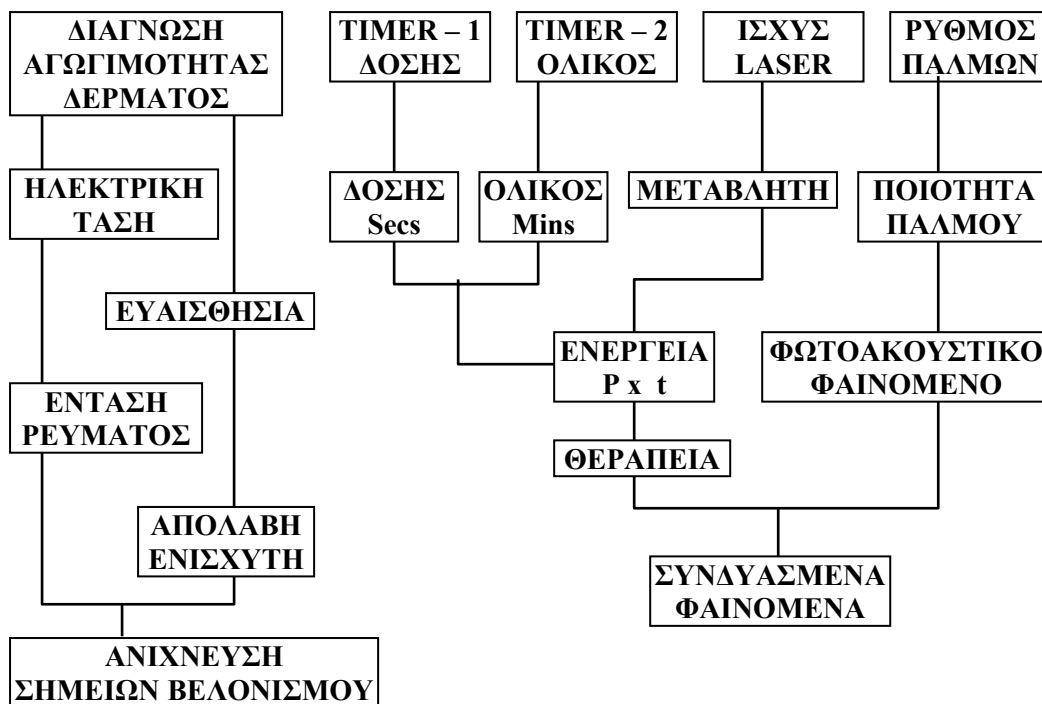 ΔΙΑΓΝΩΣΗ
ΑΓΩΓΙΜΟΤΗΤΑΣ
ΔΕΡΜΑΤΟΣ
TIMER – 1
ΔΟΣΗΣ
TIMER – 2
ΟΛΙΚΟΣ
ΙΣΧΥΣ
LASER
ΡΥΘΜΟΣ
ΠΑΛΜΩΝ
ΗΛΕΚΤΡΙΚΗ
ΤΑΣΗ
ΔΟΣΗΣ
Secs
ΟΛΙΚΟΣ
Mins
ΜΕΤΑΒΛΗΤΗ
ΠΟΙΟΤΗΤΑ
ΠΑΛΜΟΥ
ΕΥΑΙΣΘΗΣΙΑ
ΕΝΕΡΓΕΙΑ
P x t
ΦΩΤΟΑΚΟΥΣΤΙΚΟ
ΦΑΙΝΟΜΕΝΟ
ΕΝΤΑΣΗ
ΡΕΥΜΑΤΟΣ
ΘΕΡΑΠΕΙΑ
ΑΠΟΛΑΒΗ
ΕΝΙΣΧΥΤΗ
ΣΥΝΔΥΑΣΜΕΝΑ
ΦΑΙΝΟΜΕΝΑ
ΑΝΙΧΝΕΥΣΗ
ΣΗΜΕΙΩΝ ΒΕΛΟΝΙΣΜΟΥ